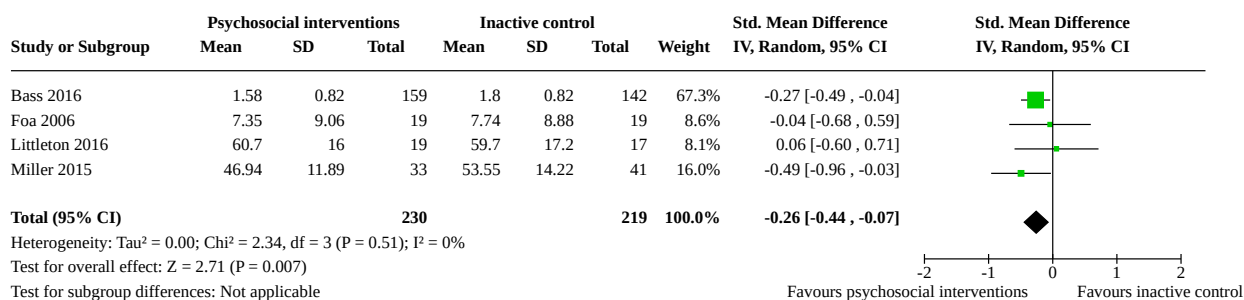 Psychosocial interventions Inactive control Std. Mean Difference Std. Mean Difference
Study or Subgroup Mean SD Total Mean SD Total Weight IV, Random, 95% CI IV, Random, 95% CI
Bass 2016 1.58 0.82 159 1.8 0.82 142 67.3% -0.27 [-0.49 , -0.04]
Foa 2006 7.35 9.06 19 7.74 8.88 19 8.6% -0.04 [-0.68 , 0.59]
Littleton 2016 60.7 16 19 59.7 17.2 17 8.1% 0.06 [-0.60 , 0.71]
Miller 2015 46.94 11.89 33 53.55 14.22 41 16.0% -0.49 [-0.96 , -0.03]
Total (95% CI) 230 219 100.0% -0.26 [-0.44 , -0.07]
Heterogeneity: Tau² = 0.00; Chi² = 2.34, df = 3 (P = 0.51); I² = 0%
Test for overall effect: Z = 2.71 (P = 0.007) -2 -1 0 1 2
Test for subgroup differences: Not applicable Favours psychosocial interventions Favours inactive control